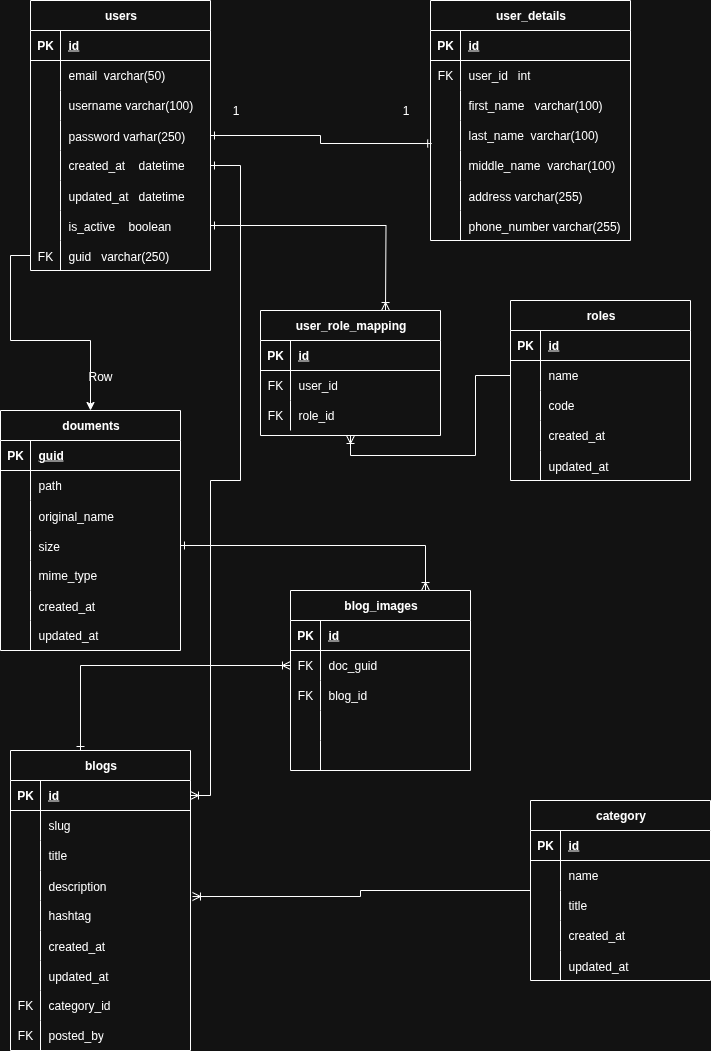 users
PK id
email varchar(50)
username varchar(100)
password varhar(250)
created_at datetime
updated_at datetime
is_active boolean
FK guid varchar(250)
user_details
PK id
FK user_id int
first_name varchar(100)
last_name varchar(100)
middle_name varchar(100)
address varchar(255)
phone_number varchar(255)
1
1
user_role_mapping
PK id
FK user_id
FK role_id
roles
PK id
name
code
created_at
updated_at
Row
douments
PK guid
path
original_name
size
mime_type
created_at
updated_at
blog_images
PK id
FK doc_guid
FK blog_id
blogs
PK id
slug
title
description
hashtag
created_at
updated_at
FK category_id
FK posted_by
category
PK id
name
title
created_at
updated_at